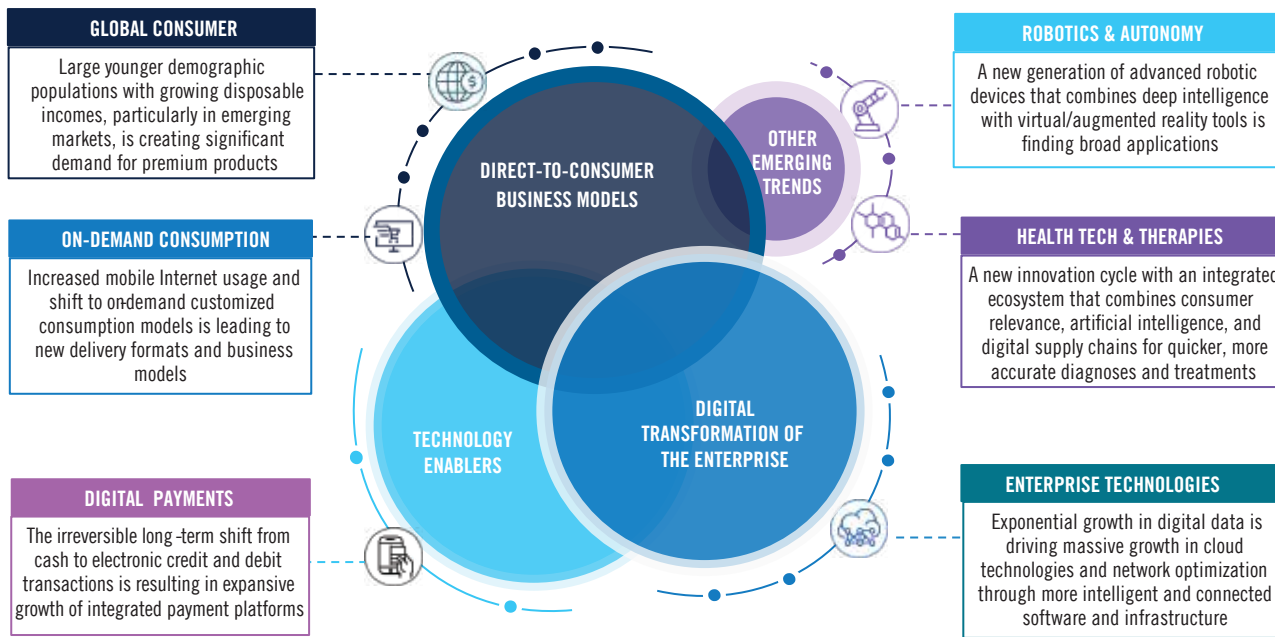 GLOBAL CONSUMER
Large younger demographic
populations with growing disposable
incomes, particularly in emerging
markets, is creating significant
demand for premium products
ON-DEMAND CONSUMPTION
Increased mobile Internet usage and
shift to on-demand customized
consumption models is leading to
new delivery formats and business
models
DIGITAL PAYMENTS
The irreversible long-term shift from
cash to electronic credit and debit
transactions is resulting in expansive
growth of integrated payment platforms
DIRECT-TO-CONSUMER
BUSINESS MODELS
OTHER
EMERGING
TRENDS
TECHNOLOGY
ENABLERS
DIGITAL
TRANSFORMATION OF
THE ENTERPRISE
ROBOTICS & AUTONOMY
A new generation of advanced robotic
devices that combines deep intelligence
with virtual/augmented reality tools is
finding broad applications
HEALTH TECH & THERAPIES
A new innovation cycle with an integrated
ecosystem that combines consumer
relevance, artificial intelligence, and
digital supply chains for quicker, more
accurate diagnoses and treatments
ENTERPRISE TECHNOLOGIES
Exponential growth in digital data is
driving massive growth in cloud
technologies and network optimization
through more intelligent and connected
software and infrastructure